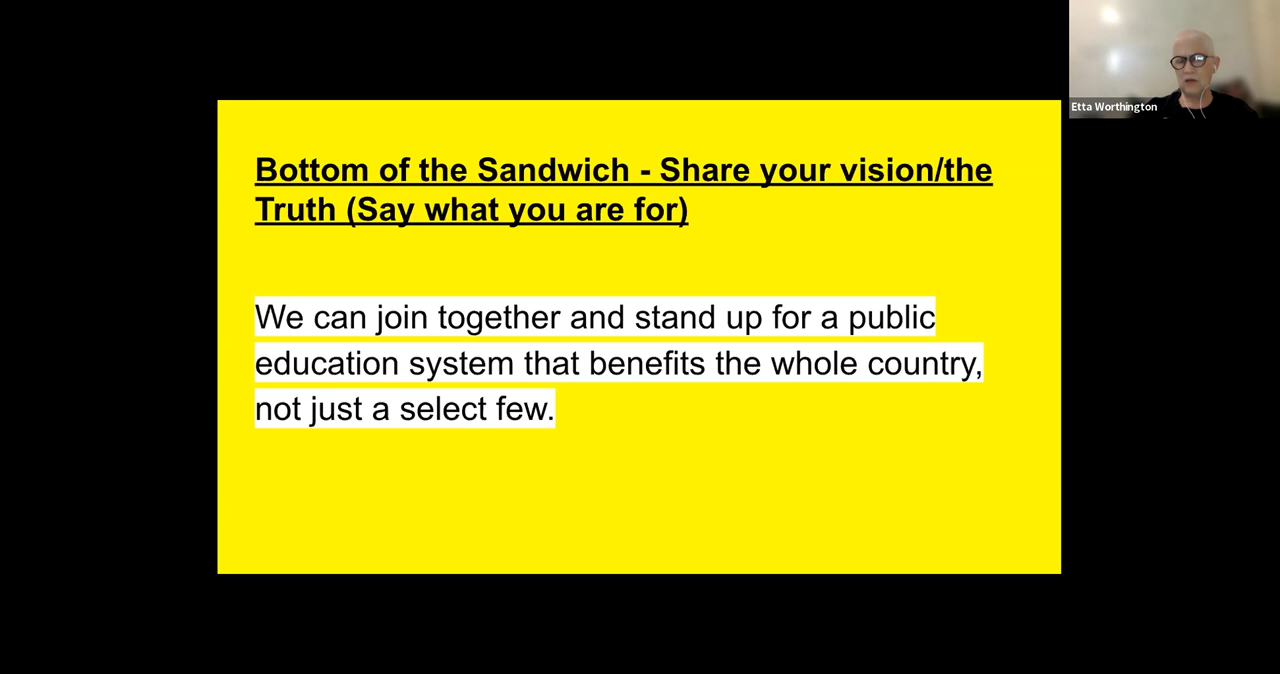 Bottom of the Sandwich - Share your vision/the
Truth (Say what you are for)
We can join together and stand up for a public
education system that benefits the whole country,
not just a select few.
Etta Worthington